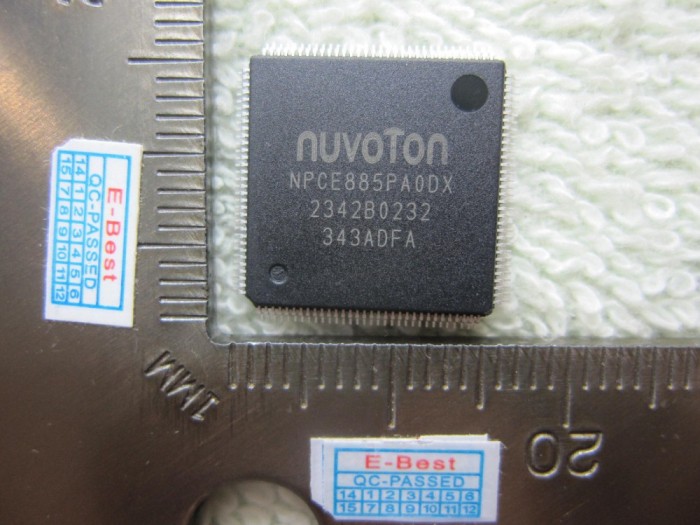 nuvoTon
NPCE885PA0DX
2342B0232
343ADFA
E-Best
QC-PASSED
14 1 2 3 4 5 6
15 7 8 9 10 11 12
1MM
20
E-Best
QC-PASSED
14 1 2 3 4 5 6
15 7 8 9 10 11 12